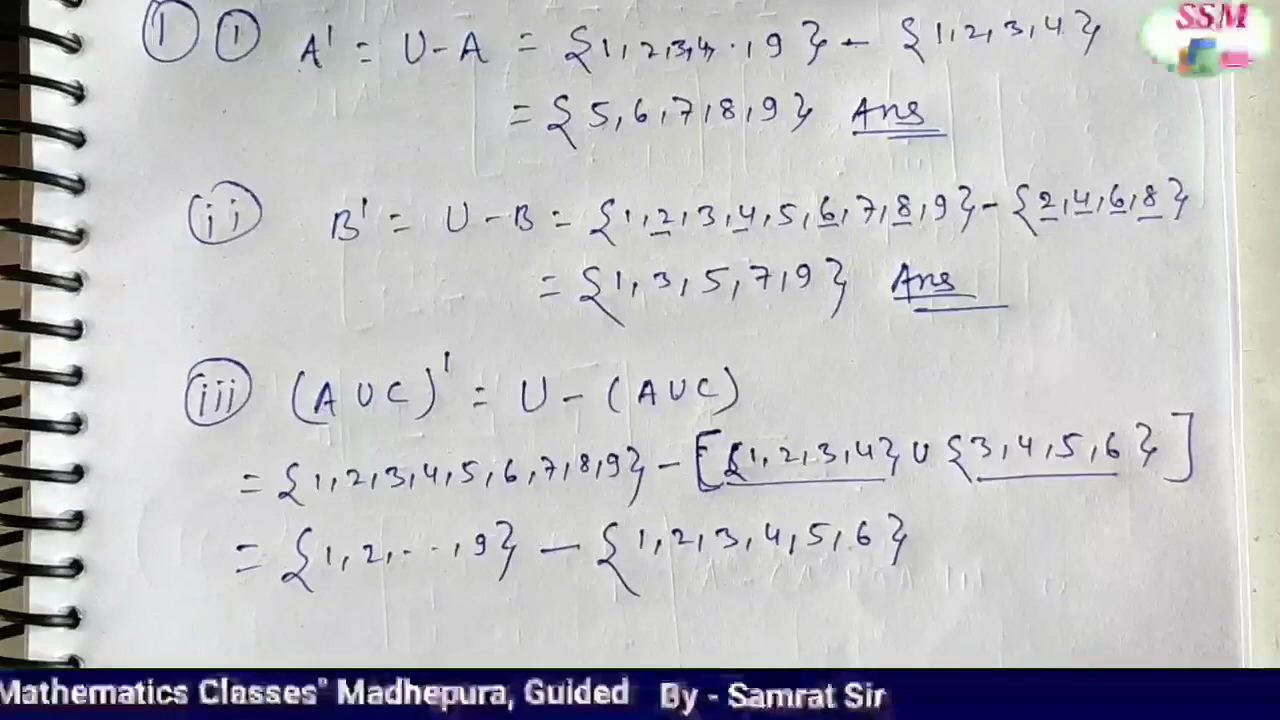 SSM
① ① A' = U - A = {1, 2, 3, 4, .., 9} - {1, 2, 3, 4}
= {5, 6, 7, 8, 9} Ans
(ii) B' = U - B = {1, 2, 3, 4, 5, 6, 7, 8, 9} - {2, 4, 6, 8}
= {1, 3, 5, 7, 9} Ans
(iii) (A ∪ C)' = U - (A ∪ C)
= {1, 2, 3, 4, 5, 6, 7, 8, 9} - [{1, 2, 3, 4} ∪ {3, 4, 5, 6}]
= {1, 2, ..., 9} - {1, 2, 3, 4, 5, 6}
Mathematics Classes" Madhepura, Guided By - Samrat Sir